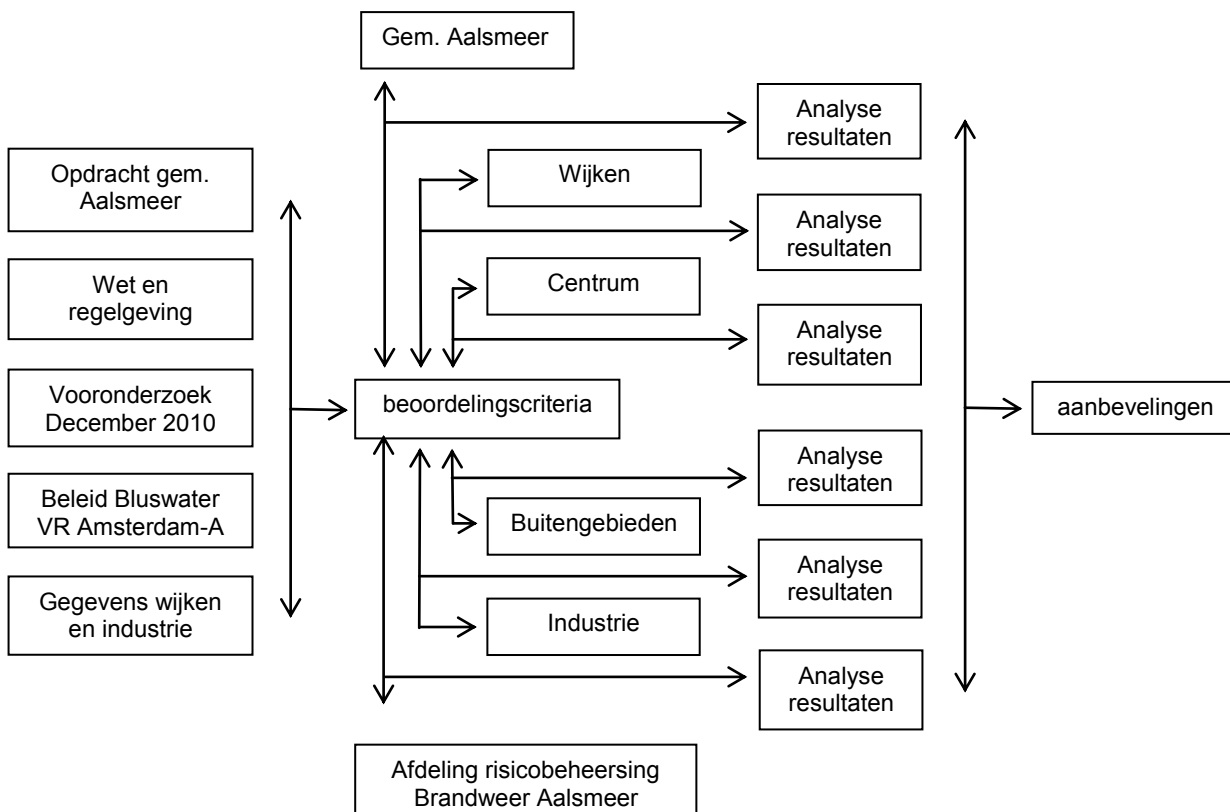 Gem. Aalsmeer
Opdracht gem.
Aalsmeer
Wet en
regelgeving
Vooronderzoek
December 2010
Beleid Bluswater
VR Amsterdam-A
Gegevens wijken
en industrie
Wijken
Centrum
beoordelingscriteria
Buitengebieden
Industrie
Afdeling risicobeheersing
Brandweer Aalsmeer
Analyse
resultaten
Analyse
resultaten
Analyse
resultaten
Analyse
resultaten
Analyse
resultaten
Analyse
resultaten
aanbevelingen